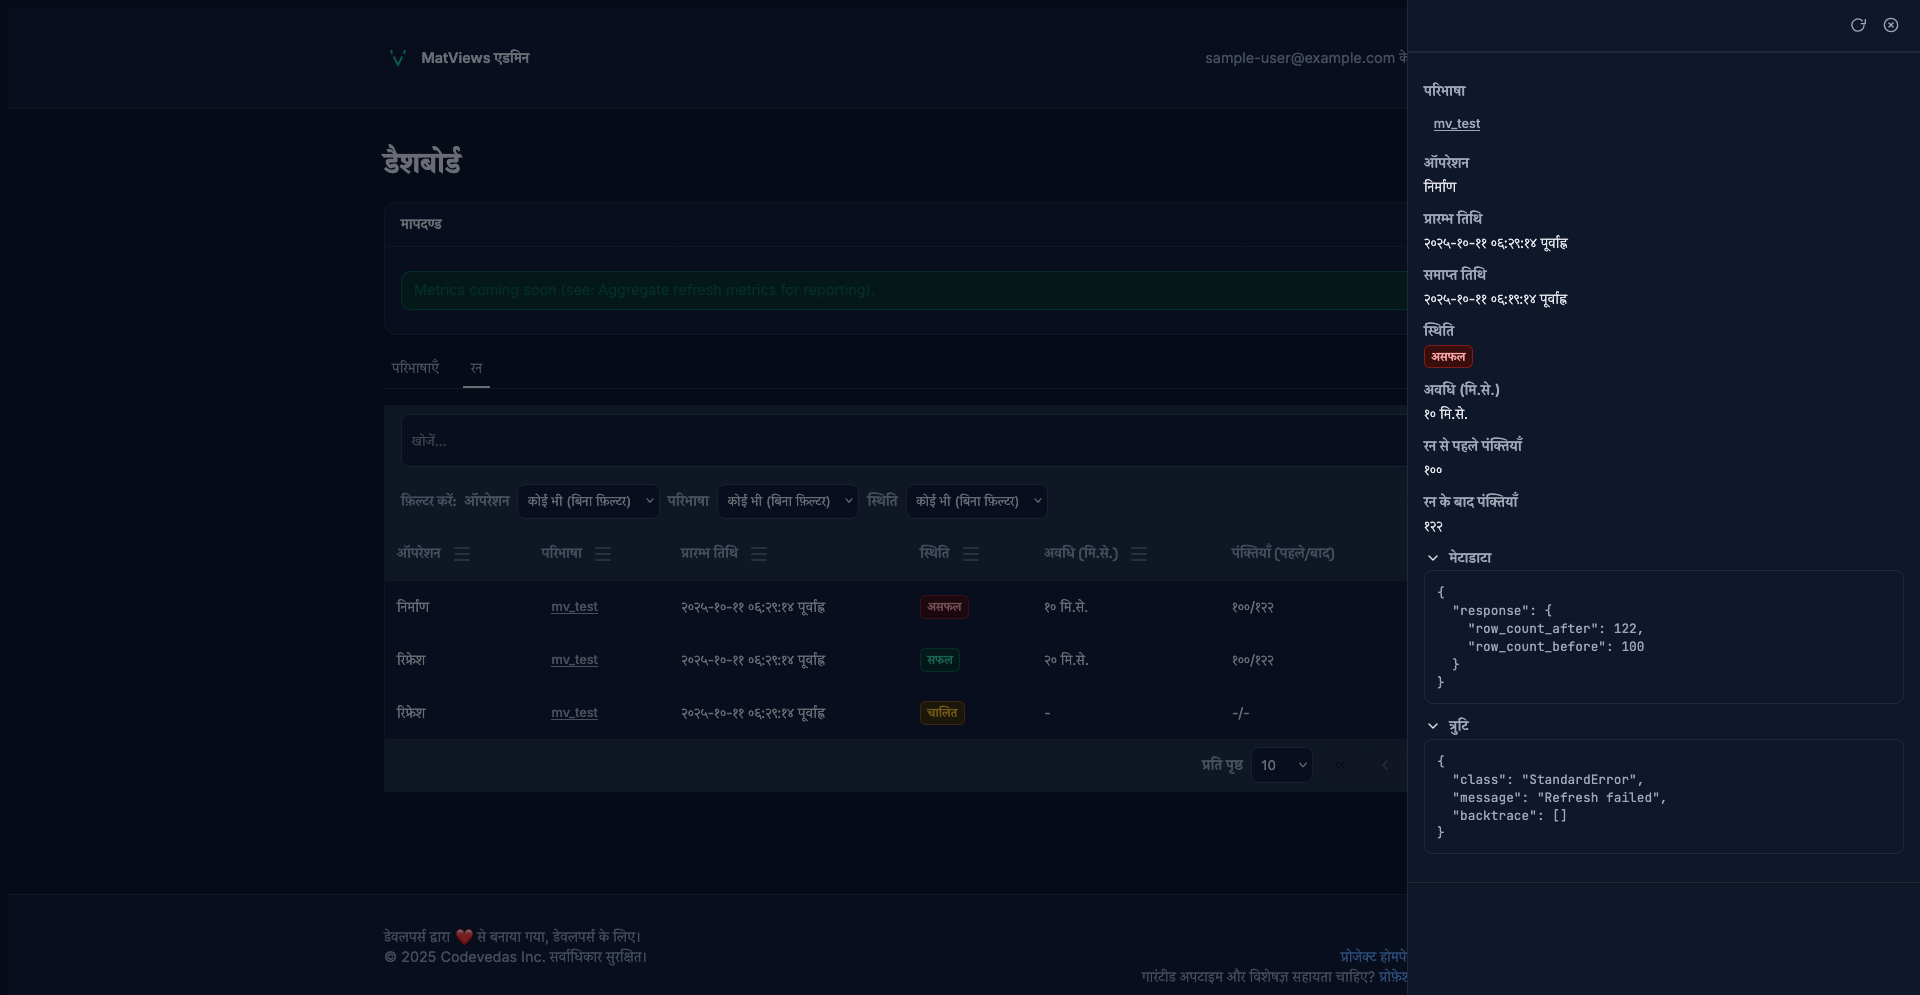 MatViews एडमिन
sample-user@example.com के
डैशबोर्ड
मापदण्ड
Metrics coming soon (see: Aggregate refresh metrics for reporting).
परिभाषाएँ रन
खोजें...
फ़िल्टर करें: ऑपरेशन कोई भी (बिना फ़िल्टर) परिभाषा कोई भी (बिना फ़िल्टर) स्थिति कोई भी (बिना फ़िल्टर)
ऑपरेशन परिभाषा प्रारम्भ तिथि स्थिति अवधि (मि.से.) पंक्तियाँ (पहले/बाद)
निर्माण mv_test २०२५-१०-११ ०६:२९:१४ पूर्वाह्न असफल १० मि.से. १००/१२२
रिफ्रेश mv_test २०२५-१०-११ ०६:२९:१४ पूर्वाह्न सफल २० मि.से. १००/१२२
रिफ्रेश mv_test २०२५-१०-११ ०६:२९:१४ पूर्वाह्न चालित - -/-
प्रति पृष्ठ 10 « ‹
डेवलपर्स द्वारा ❤️ से बनाया गया, डेवलपर्स के लिए।
© 2025 Codevedas Inc. सर्वाधिकार सुरक्षित।
प्रोजेक्ट होमपे
गारंटीड अपटाइम और विशेषज्ञ सहायता चाहिए?
परिभाषा
mv_test
ऑपरेशन
निर्माण
प्रारम्भ तिथि
२०२५-१०-११ ०६:२९:१४ पूर्वाह्न
समाप्त तिथि
२०२५-१०-११ ०६:१९:१४ पूर्वाह्न
स्थिति
असफल
अवधि (मि.से.)
१० मि.से.
रन से पहले पंक्तियाँ
१००
रन के बाद पंक्तियाँ
१२२
मेटाडाटा
{
"response": {
"row_count_after": 122,
"row_count_before": 100
}
}
त्रुटि
{
"class": "StandardError",
"message": "Refresh failed",
"backtrace": []
}